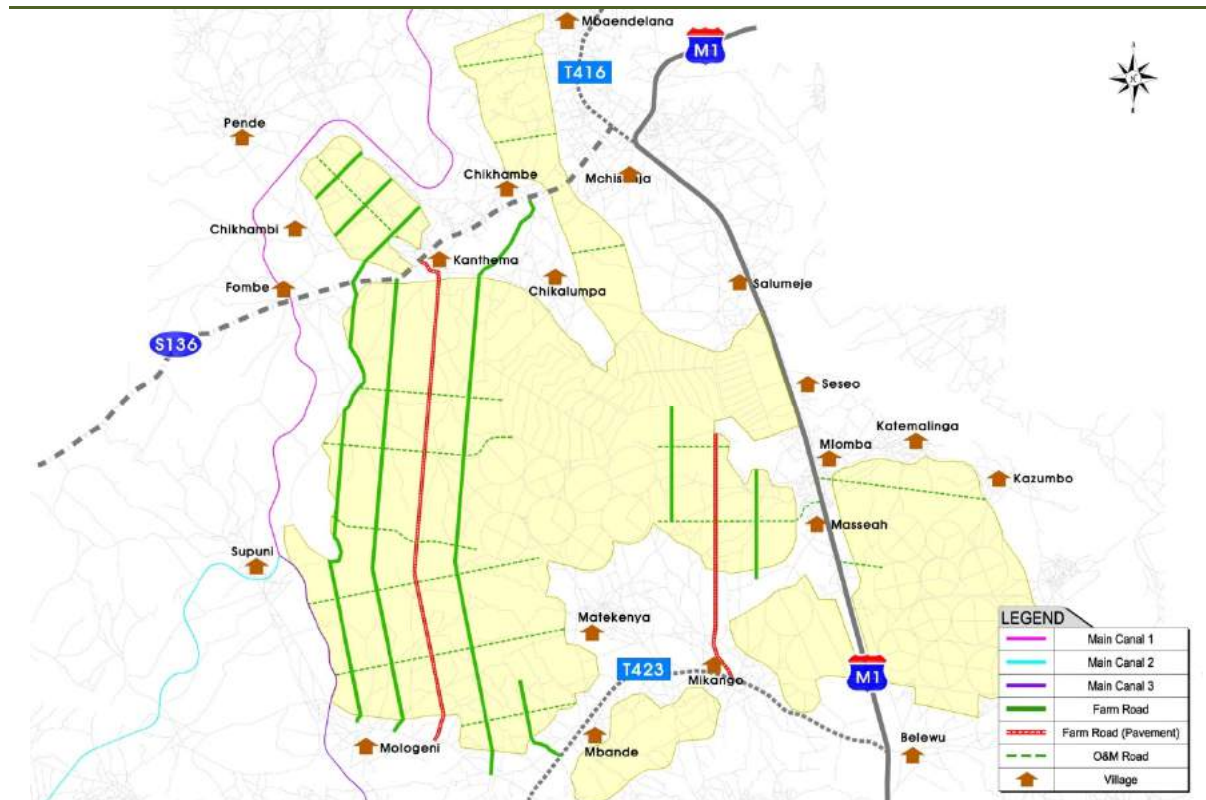 Mbaendelana
M1
T416
Pende
Chikhambe
Chikhambi
Kanthema
Fombe
Chikalumpa
Salumeje
S136
Seseo
Katemalinga
Mlomba
Kazumbo
Masseah
Supuni
Matekenya
T423
Mikango
M1
Mologeni
Mbande
Belewu
LEGEND
Main Canal 1
Main Canal 2
Main Canal 3
Farm Road
Farm Road (Pavement)
O&M Road
Village